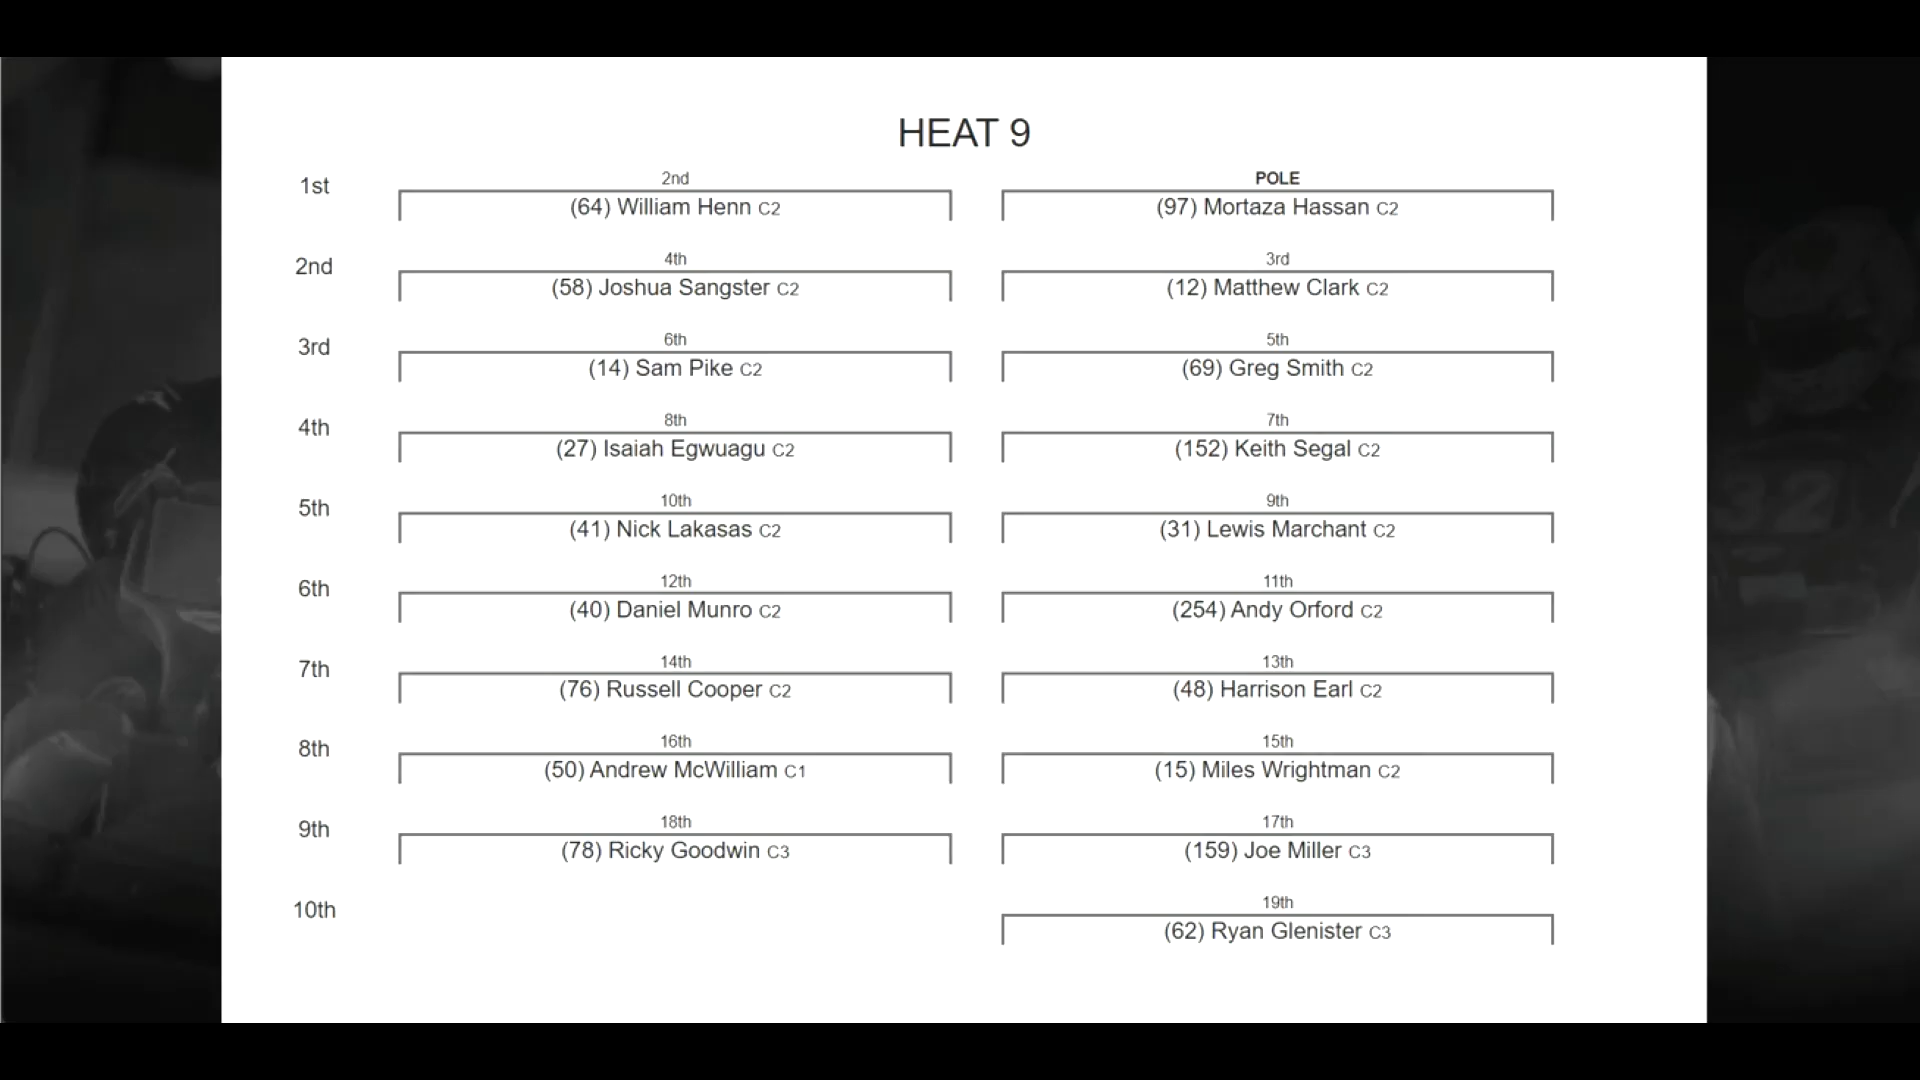 HEAT 9
1st
2nd
POLE
(64) William Henn C2
(97) Mortaza Hassan C2
2nd
4th
3rd
(58) Joshua Sangster C2
(12) Matthew Clark C2
3rd
6th
5th
(14) Sam Pike C2
(69) Greg Smith C2
4th
8th
7th
(27) Isaiah Egwuagu C2
(152) Keith Segal C2
5th
10th
9th
(41) Nick Lakasas C2
(31) Lewis Marchant C2
6th
12th
11th
(40) Daniel Munro C2
(254) Andy Orford C2
7th
14th
13th
(76) Russell Cooper C2
(48) Harrison Earl C2
8th
16th
15th
(50) Andrew McWilliam C1
(15) Miles Wrightman C2
9th
18th
17th
(78) Ricky Goodwin C3
(159) Joe Miller C3
10th
19th
(62) Ryan Glenister C3
32